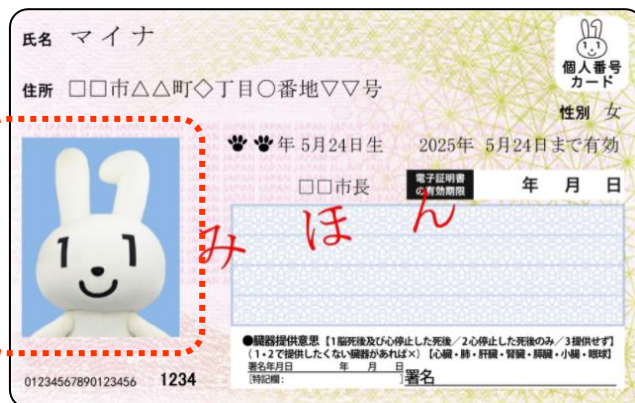 氏名 マイナ
個人番号
カード
住所 □□市△△町◇丁目○番地▽▽号
性別 女
年 5月24日生 2025年 5月24日まで有効
□□市長 電子証明書
の有効期限 年 月 日
みほん
●臓器提供意思【1脳死後及び心停止した死後/2心停止した死後のみ/3提供せず】
(1・2で提供したくない臓器があれば×)【心臓・肺・肝臓・腎臓・膵臓・小腸・眼球】
署名年月日 年 月 日
[特記欄: ] 署名
01234567890123456 1234